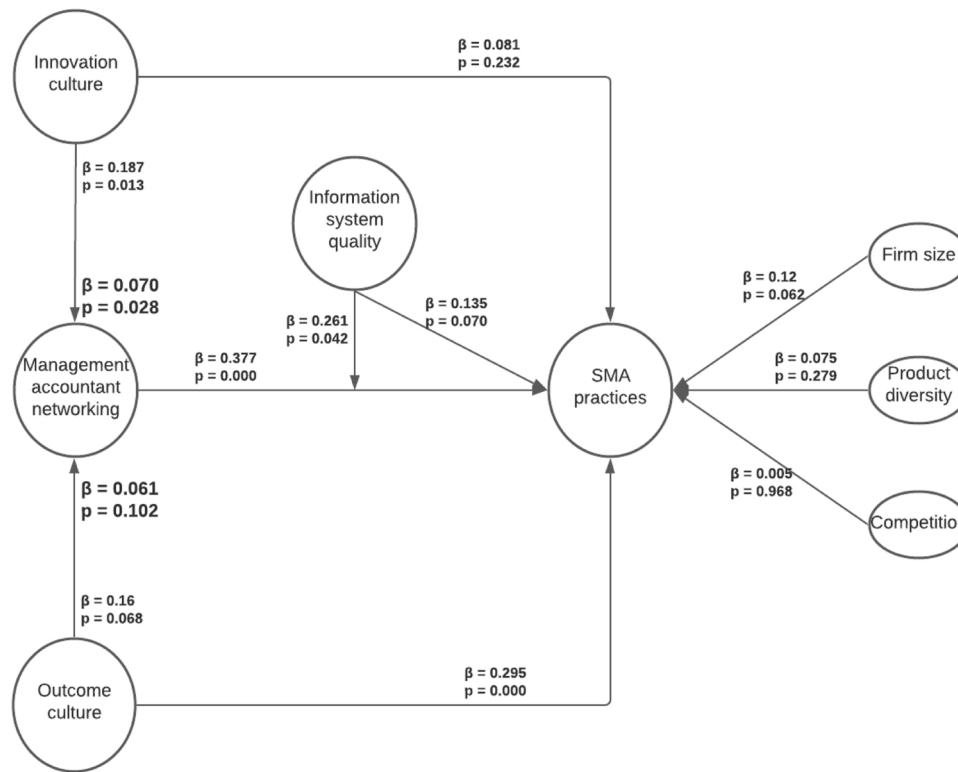 Innovation
culture
β = 0.081
p = 0.232
β = 0.187
p = 0.013
Information
system
quality
Firm size
β = 0.12
p = 0.062
β = 0.070
p = 0.028
β = 0.261
p = 0.042
β = 0.135
p = 0.070
Management
accountant
networking
β = 0.377
p = 0.000
SMA
practices
β = 0.075
p = 0.279
Product
diversity
β = 0.061
p = 0.102
β = 0.005
p = 0.968
Competitio
β = 0.16
p = 0.068
Outcome
culture
β = 0.295
p = 0.000